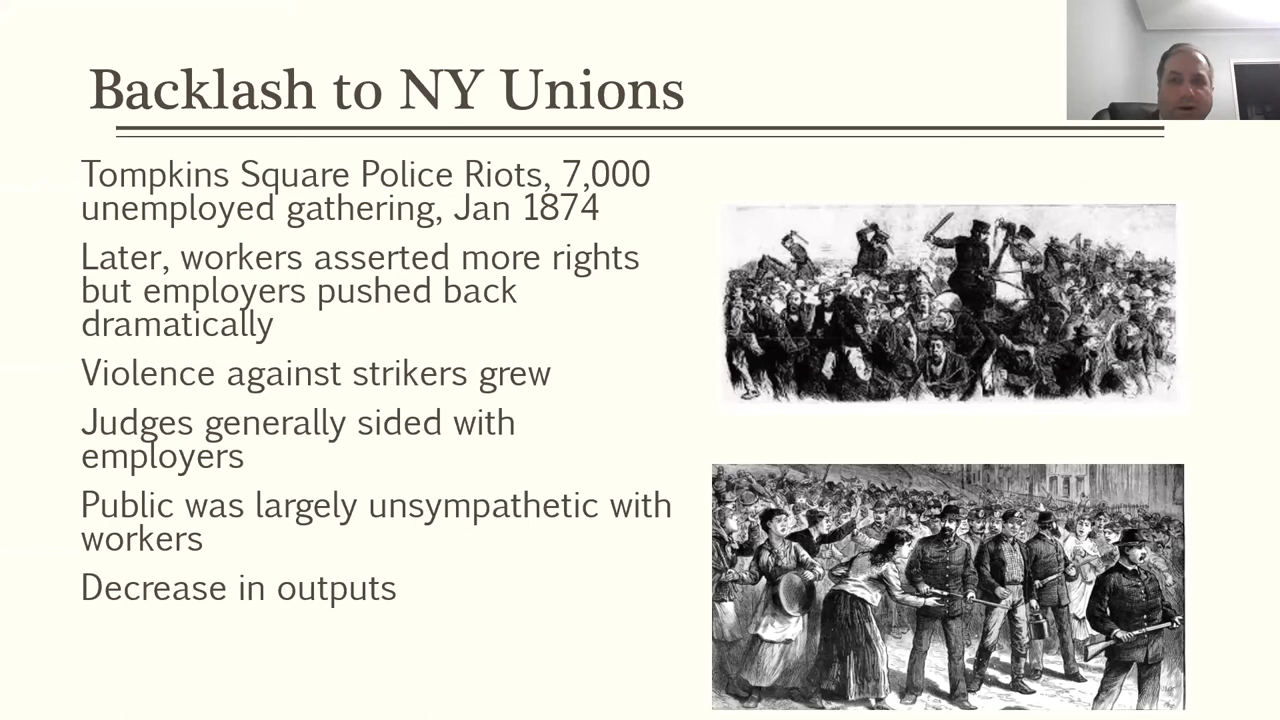 Backlash to NY Unions
Tompkins Square Police Riots, 7,000
unemployed gathering, Jan 1874
Later, workers asserted more rights
but employers pushed back
dramatically
Violence against strikers grew
Judges generally sided with
employers
Public was largely unsympathetic with
workers
Decrease in outputs